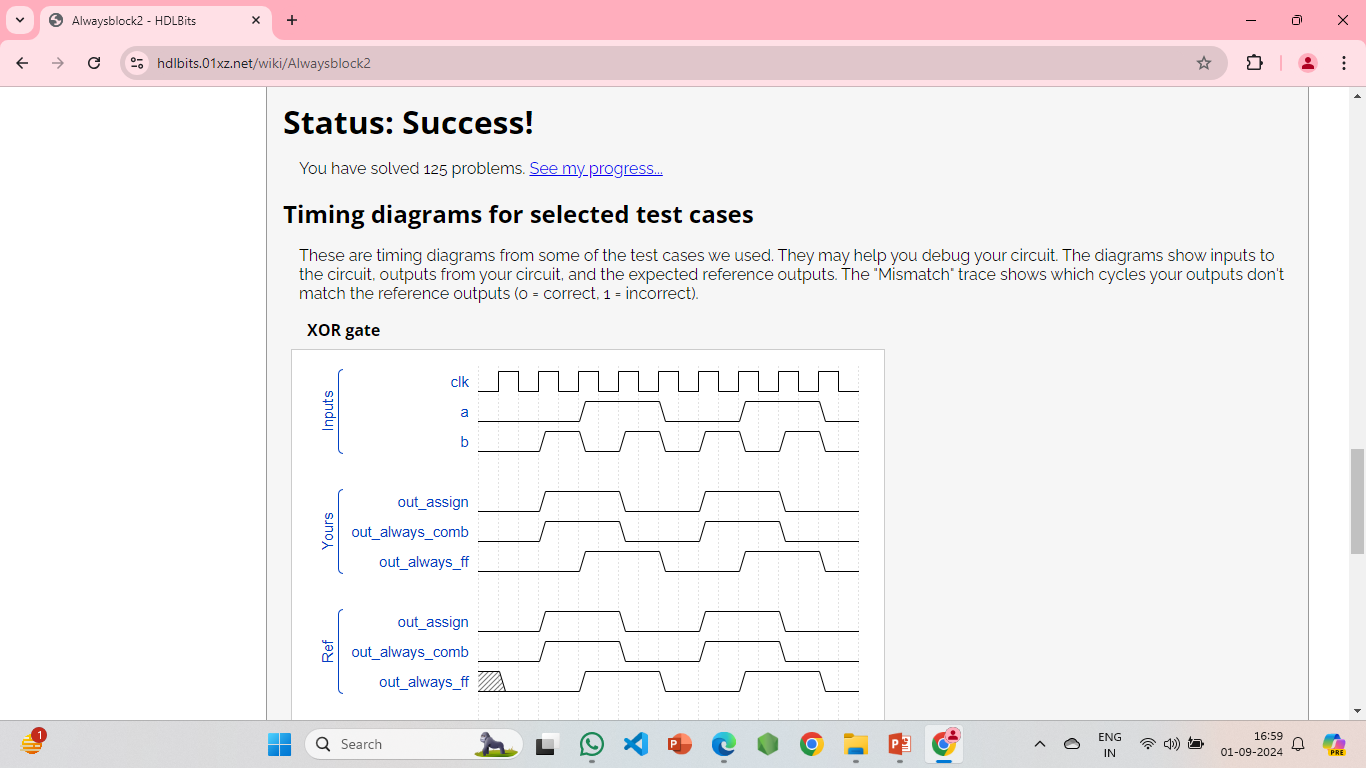 Alwaysblock2 - HDLBits
hdlbits.01xz.net/wiki/Alwaysblock2
Status: Success!
You have solved 125 problems. See my progress...
Timing diagrams for selected test cases
These are timing diagrams from some of the test cases we used. They may help you debug your circuit. The diagrams show inputs to
the circuit, outputs from your circuit, and the expected reference outputs. The "Mismatch" trace shows which cycles your outputs don't
match the reference outputs (0 = correct, 1 = incorrect).
XOR gate
Inputs
clk
a
b
Yours
out_assign
out_always_comb
out_always_ff
Ref
out_assign
out_always_comb
out_always_ff
1
Search
ENG
IN
16:59
01-09-2024
PRE